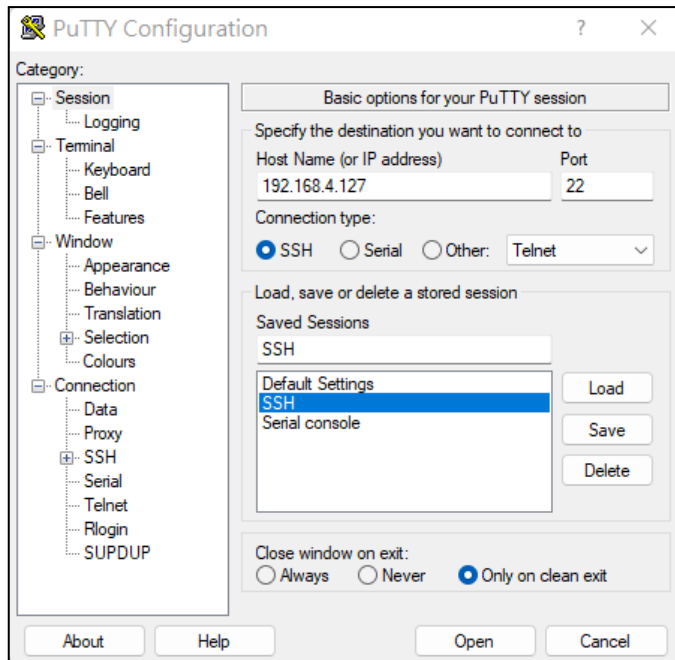 PuTTY Configuration
?
Category:
Session
Logging
Terminal
Keyboard
Bell
Features
Window
Appearance
Behaviour
Translation
Selection
Colours
Connection
Data
Proxy
SSH
Serial
Telnet
Rlogin
SUPDUP
Basic options for your PuTTY session
Specify the destination you want to connect to
Host Name (or IP address) Port
192.168.4.127 22
Connection type:
SSH Serial Other: Telnet
Load, save or delete a stored session
Saved Sessions
SSH
Default Settings
SSH
Serial console
Load
Save
Delete
Close window on exit:
Always Never Only on clean exit
About Help Open Cancel